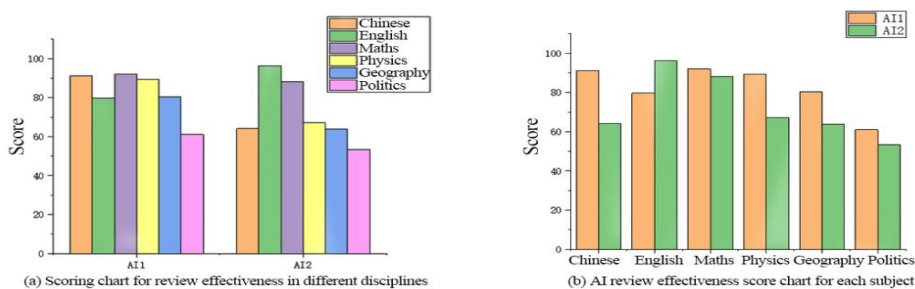 Chinese
English
Maths
Physics
Geography
Politics
Score
100
80
60
40
20
0
AI1
AI2
(a) Scoring chart for review effectiveness in different disciplines
AI1
AI2
Score
100
80
60
40
20
0
Chinese English Maths Physics Geography Politics
(b) AI review effectiveness score chart for each subject